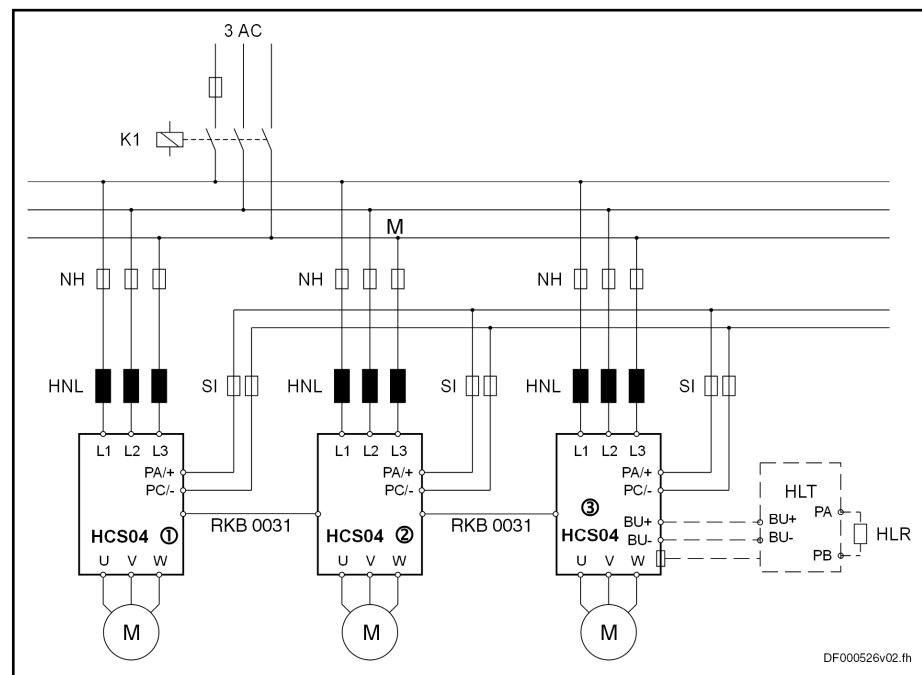 3 AC
K1
M
NH
NH
NH
HNL
SI
HNL
SI
HNL
SI
L1 L2 L3
L1 L2 L3
L1 L2 L3
PA/+
PC/-
PA/+
PC/-
PA/+
PC/-
BU+
BU-
HLT
BU+
BU-
PA
PB
HLR
RKB 0031
RKB 0031
HCS04 ①
HCS04 ②
③
HCS04
U V W
U V W
U V W
M
M
M
DF000526v02.fh